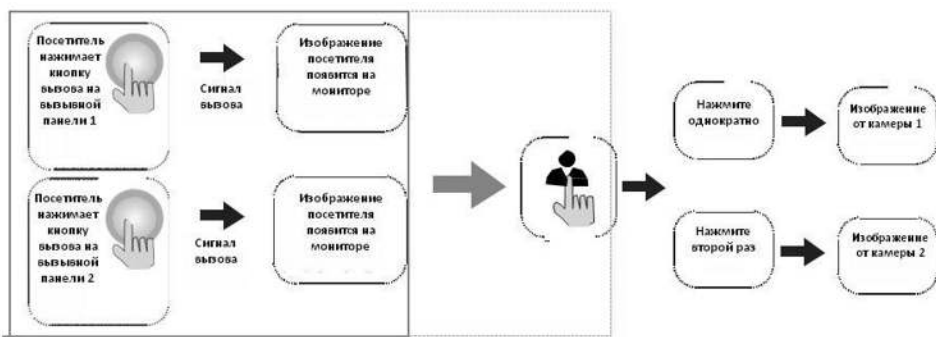 Посетитель
нажимает
кнопку
вызова на
вызывной
панели 1
Сигнал
вызова
Изображение
посетителя
появится на
мониторе
Посетитель
нажимает
кнопку
вызова на
вызывной
панели 2
Сигнал
вызова
Изображение
посетителя
появится на
мониторе
Нажмите
однократно
Изображение
от камеры 1
Нажмите
второй раз
Изображение
от камеры 2